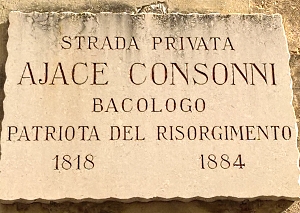 STRADA PRIVATA
AJACE CONSONNI
BACOLOGO
PATRIOTA DEL RISORGIMENTO
1818 1884